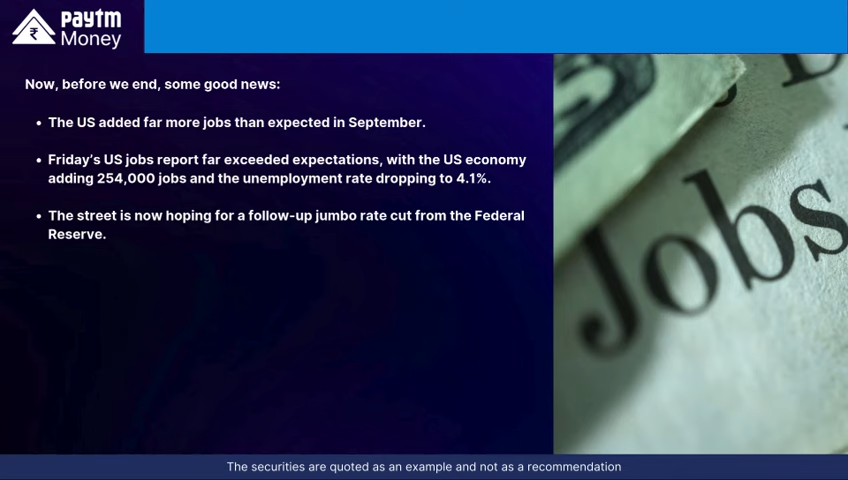 paytm
Money
Now, before we end, some good news:
• The US added far more jobs than expected in September.
• Friday's US jobs report far exceeded expectations, with the US economy
adding 254,000 jobs and the unemployment rate dropping to 4.1%.
• The street is now hoping for a follow-up jumbo rate cut from the Federal
Reserve.
Jobs
The securities are quoted as an example and not as a recommendation